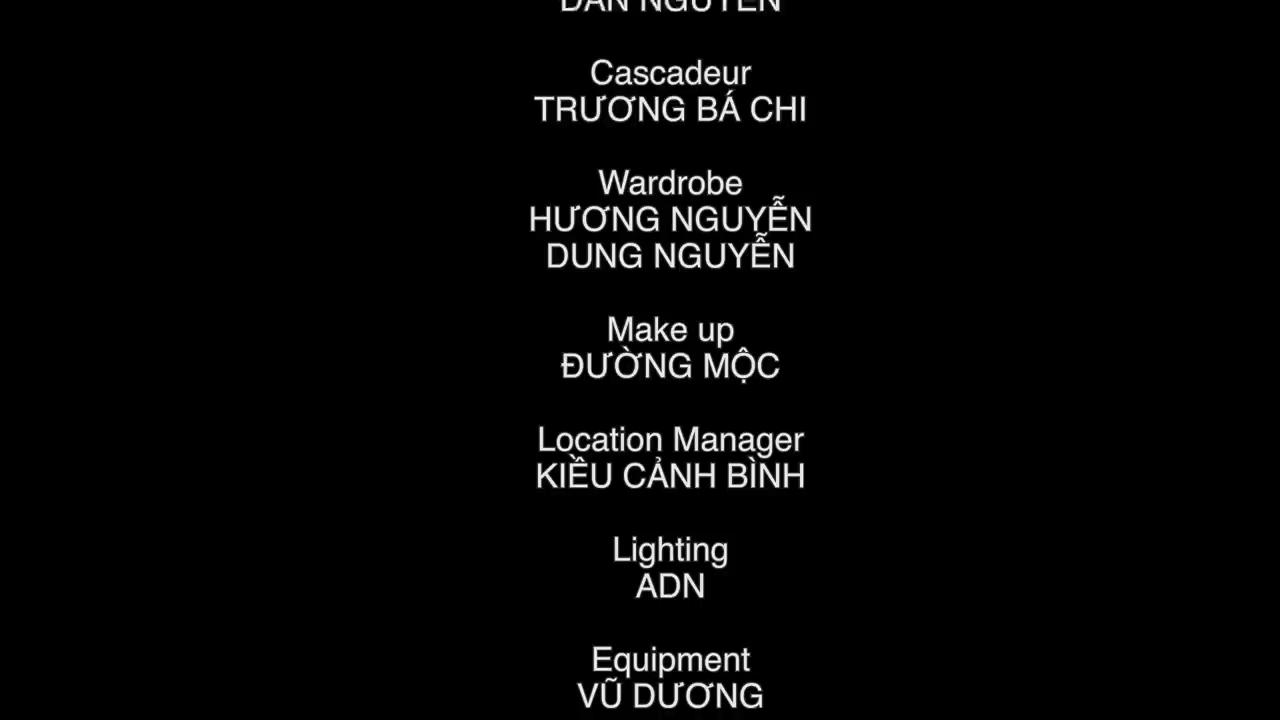 Cascadeur
TRƯƠNG BÁ CHI
Wardrobe
HƯƠNG NGUYỄN
DUNG NGUYỄN
Make up
ĐƯỜNG MỘC
Location Manager
KIỀU CẢNH BÌNH
Lighting
ADN
Equipment
VŨ DƯƠNG